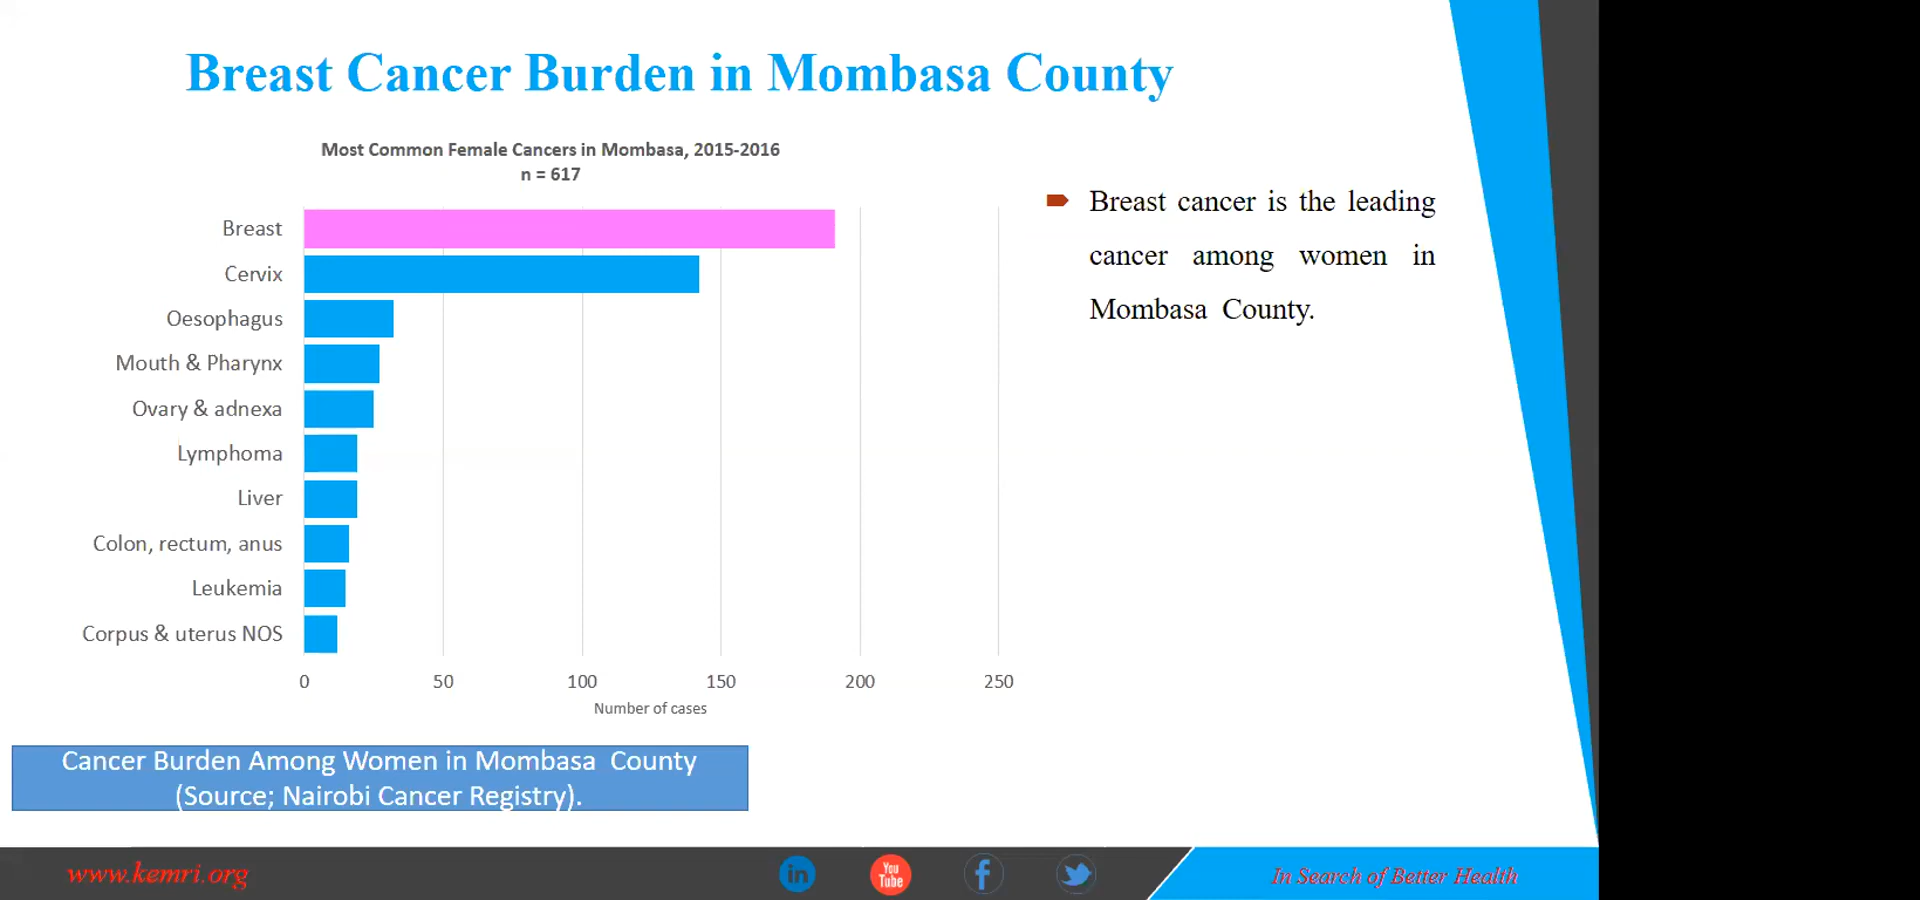 Breast Cancer Burden in Mombasa County
Most Common Female Cancers in Mombasa, 2015-2016
n = 617
Breast
Cervix
Oesophagus
Mouth & Pharynx
Ovary & adnexa
Lymphoma
Liver
Colon, rectum, anus
Leukemia
Corpus & uterus NOS
0 50 100 150 200 250
Number of cases
Breast cancer is the leading
cancer among women in
Mombasa County.
Cancer Burden Among Women in Mombasa County
(Source; Nairobi Cancer Registry).
www.kemri.org
in
You
Tube
f
In Search of Better Health